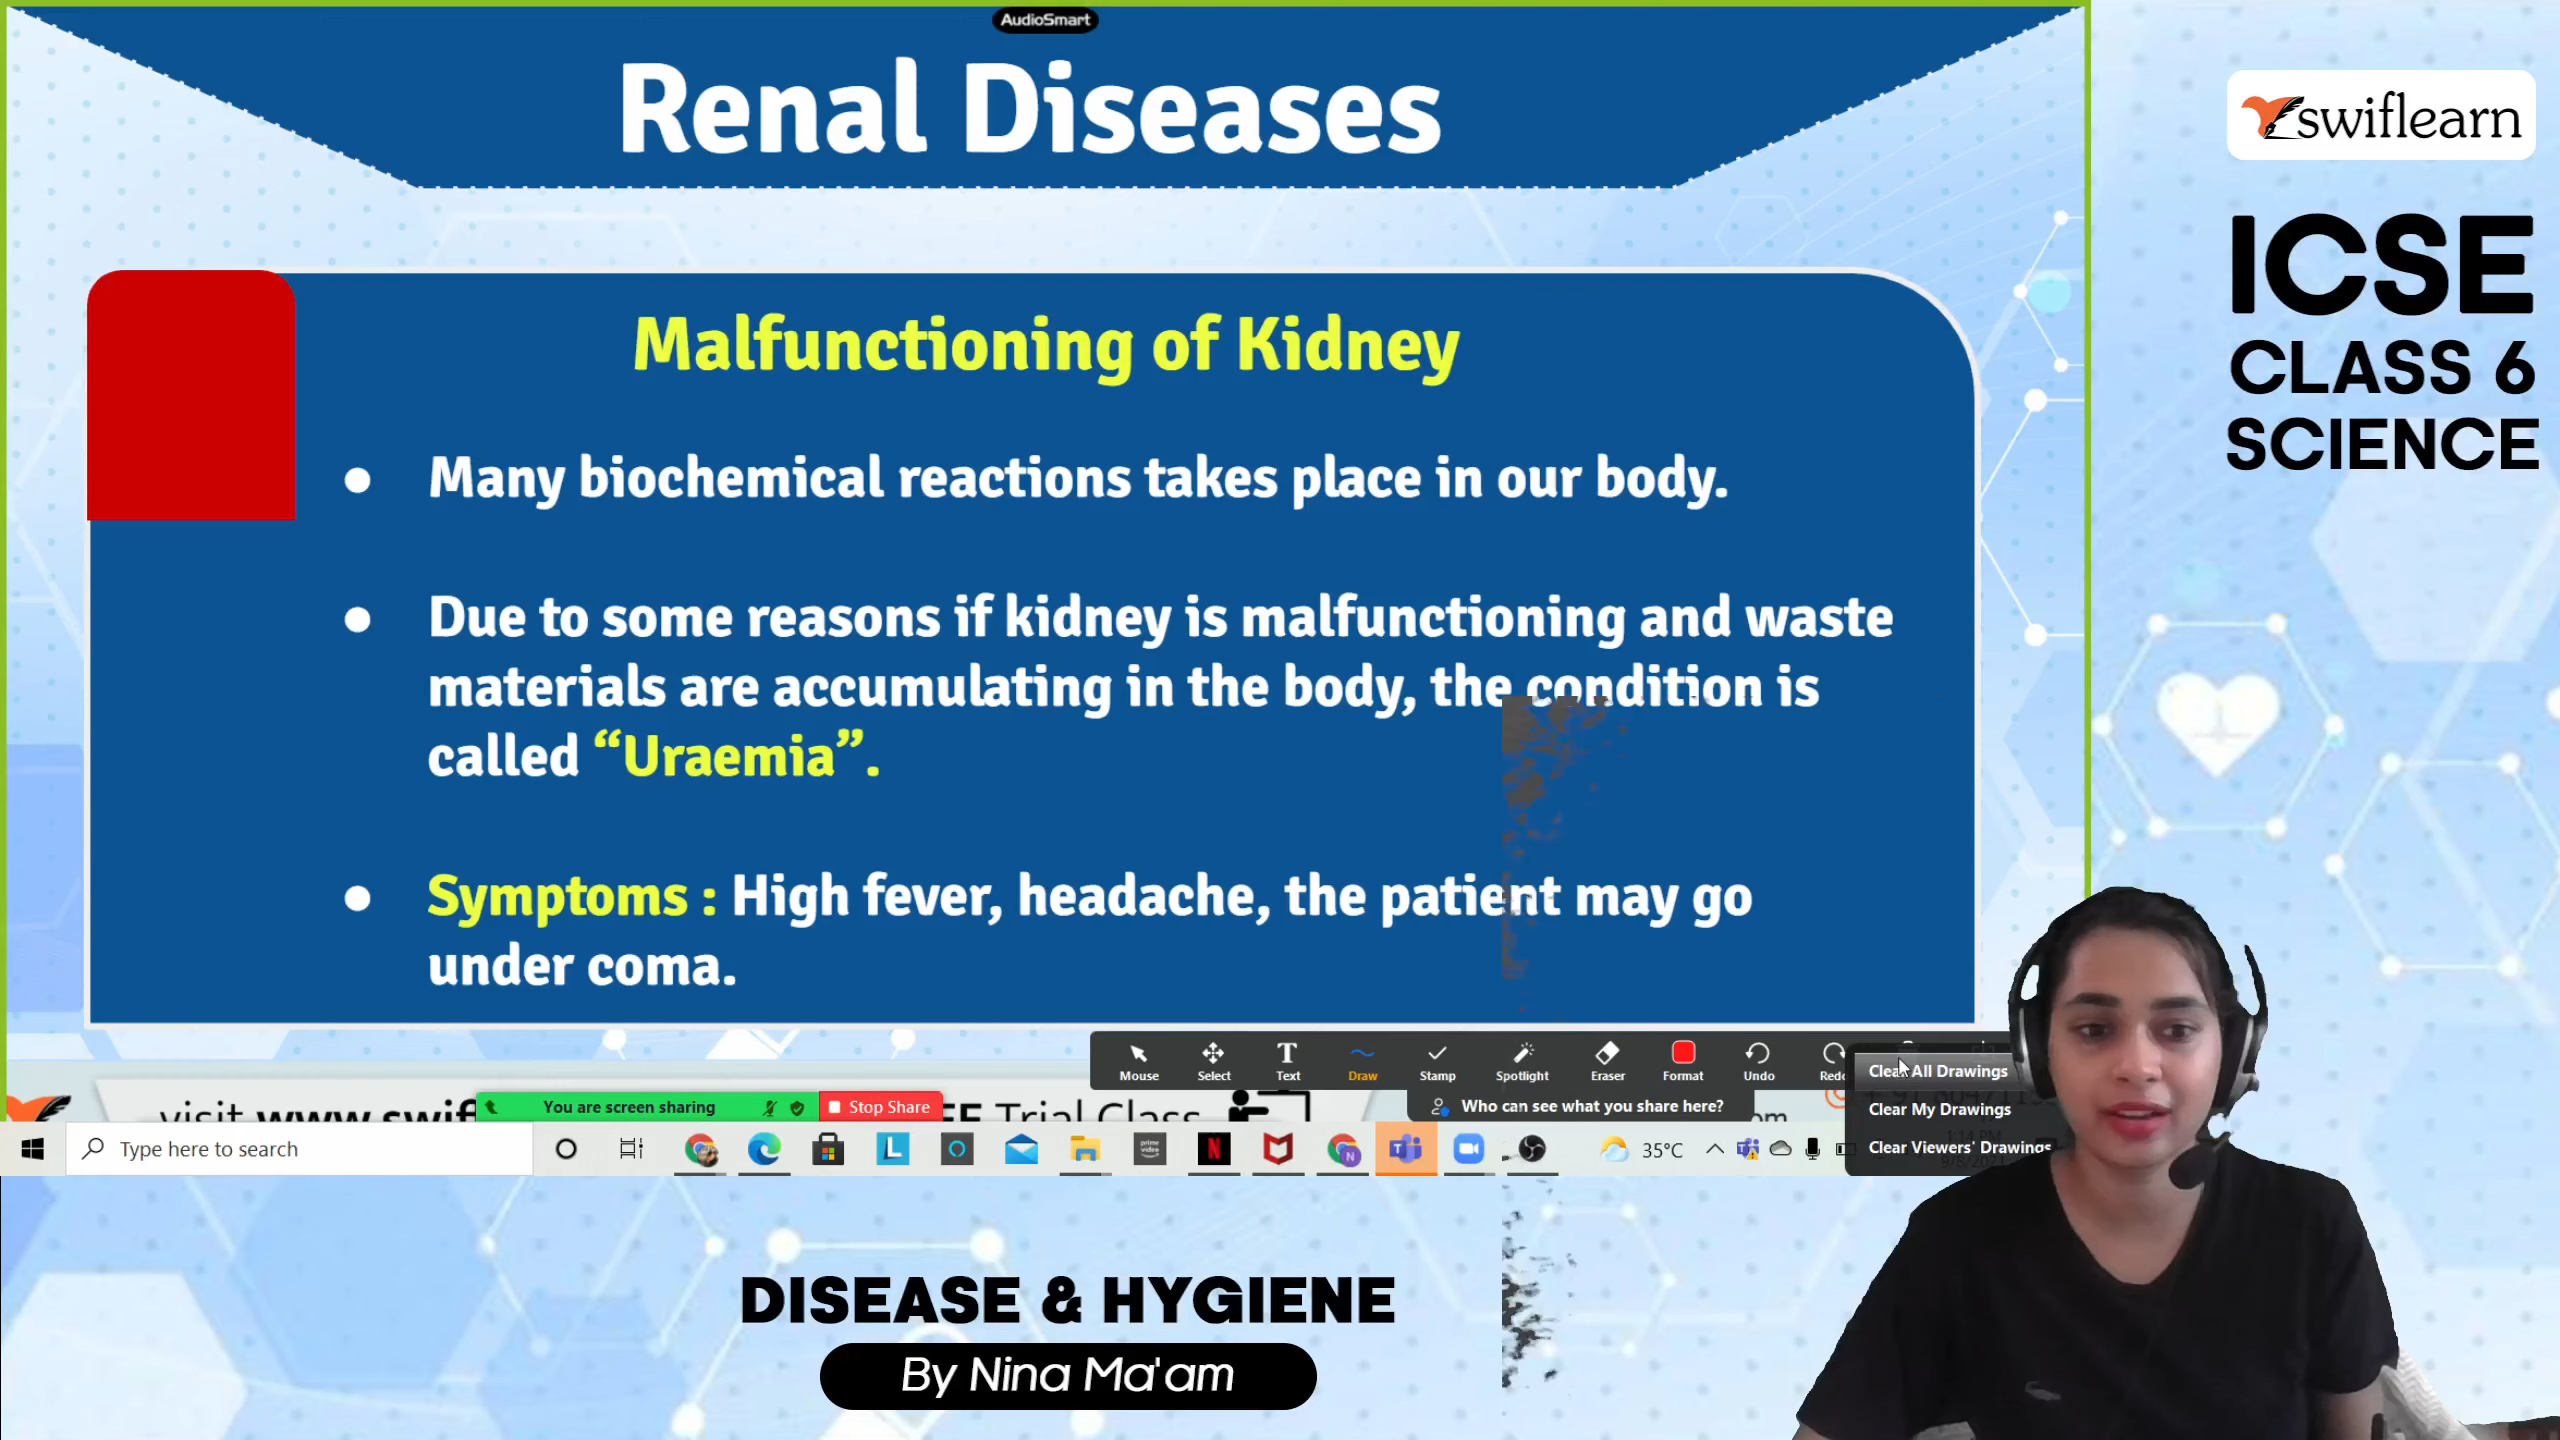 AudioSmart
Renal Diseases
swiflearn
ICSE
CLASS 6
SCIENCE
Malfunctioning of Kidney
● Many biochemical reactions takes place in our body.
● Due to some reasons if kidney is malfunctioning and waste
materials are accumulating in the body, the condition is
called “Uraemia”.
● Symptoms : High fever, headache, the patient may go
under coma.
Mouse Select Text Draw Stamp Spotlight Eraser Format Undo Redo
Clear All Drawings
Clear My Drawings
Clear Viewers' Drawings
visit www.swif
Trial Class
You are screen sharing
Stop Share
Who can see what you share here?
Type here to search
35°C
DISEASE & HYGIENE
By Nina Ma'am